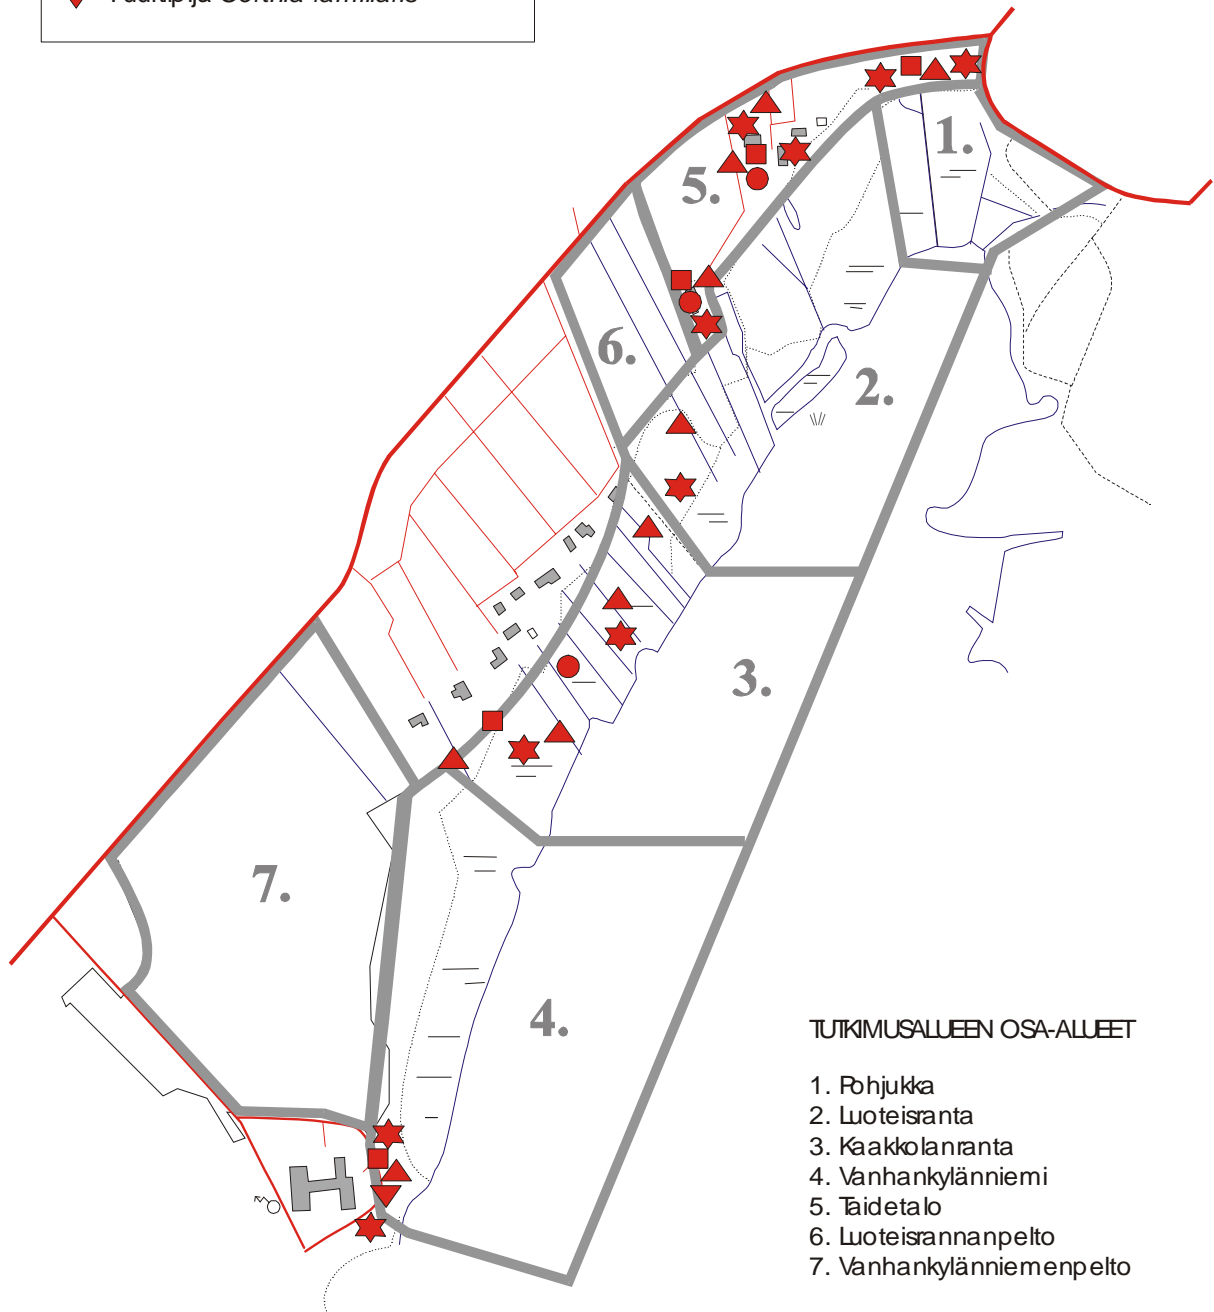 1.
5.
6.
2.
3.
7.
4.
TUTKIMUSALUEEN OSA-ALUEET
1. Pohjukka
2. Luoteisranta
3. Kaakkolanranta
4. Vanhankylänniemi
5. Taidetalo
6. Luoteisrannanpelto
7. Vanhankylänniemenpelto